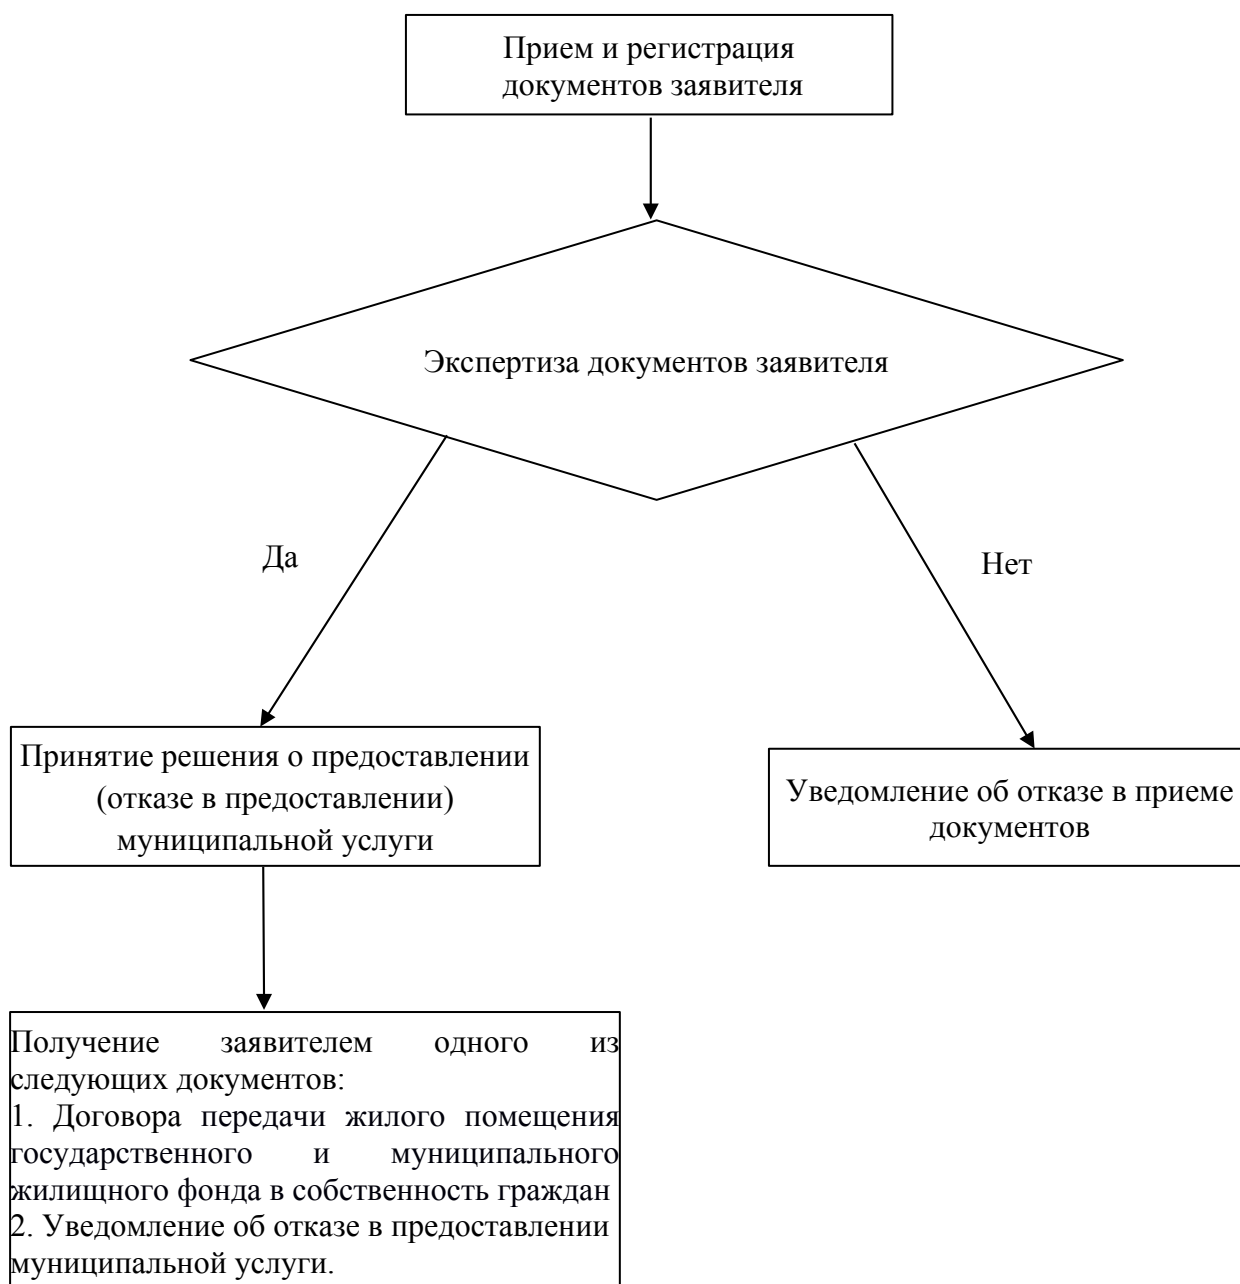 Прием и регистрация
документов заявителя
Экспертиза документов заявителя
Да
Нет
Принятие решения о предоставлении
(отказе в предоставлении)
муниципальной услуги
Уведомление об отказе в приеме
документов
Получение заявителем одного из
следующих документов:
1. Договора передачи жилого помещения
государственного и муниципального
жилищного фонда в собственность граждан
2. Уведомление об отказе в предоставлении
муниципальной услуги.